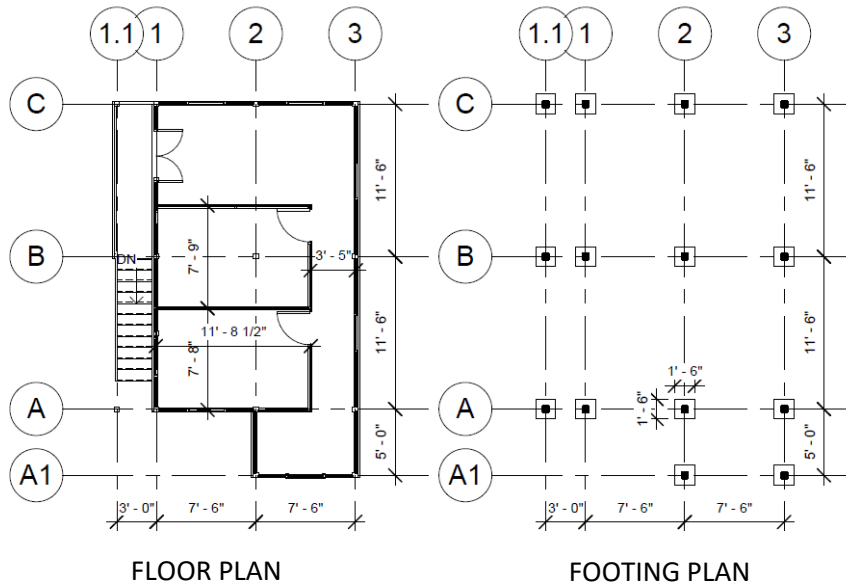 1.1 1 2 3
1.1 1 2 3
C
C
11' - 6"
11' - 6"
7' - 9"
B
DN
3' - 5"
B
11' - 8 1/2"
7' - 8"
11' - 6"
11' - 6"
1' - 6"
1' - 6"
A
A
5' - 0"
5' - 0"
A1
A1
3' - 0" 7' - 6" 7' - 6"
3' - 0" 7' - 6" 7' - 6"
FLOOR PLAN
FOOTING PLAN